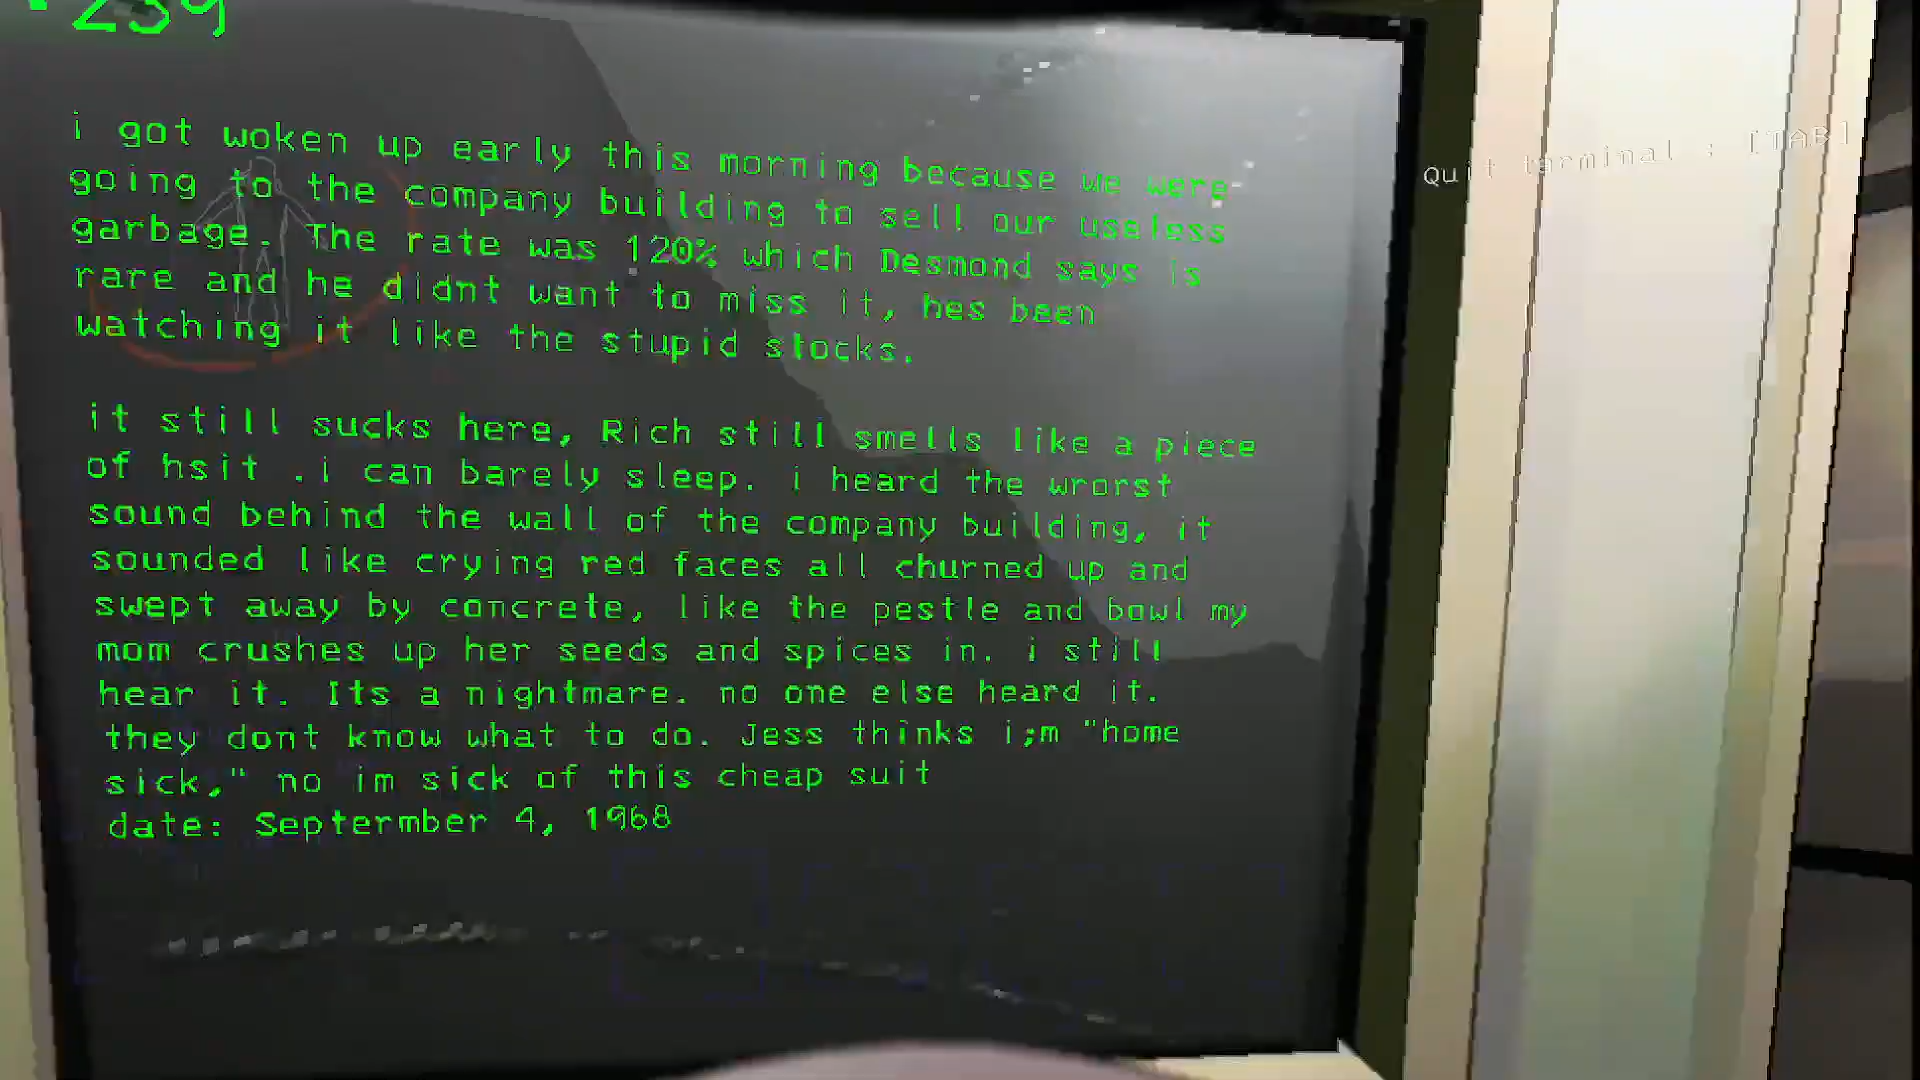 239
i got woken up early this morning because we were
going to the company building to sell our useless
garbage. The rate was 120% which Desmond says is
rare and he didnt want to miss it, hes been
watching it like the stupid stocks.
it still sucks here, Rich still smells like a piece
of hsit .i can barely sleep. i heard the wrorst
sound behind the wall of the company building, it
sounded like crying red faces all churned up and
swept away by concrete, like the pestle and bowl my
mom crushes up her seeds and spices in. i still
hear it. Its a nightmare. no one else heard it.
they dont know what to do. Jess thinks i;m "home
sick," no im sick of this cheap suit
date: Septermber 4, 1968
Quit terminal : [TAB]